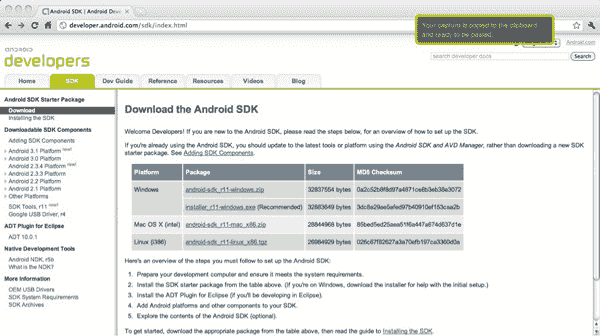 Android SDK | Android Deve
developer.android.com/sdk/index.html
Your capture is copied to the clipboard
and ready to be pasted.
Android.com
ANDROID
developers
search developer docs
Search
Home
SDK
Dev Guide
Reference
Resources
Videos
Blog
Android SDK Starter Package
Download
Installing the SDK
Downloadable SDK Components
Adding SDK Components
Android 3.1 Platform new!
Android 3.0 Platform
Android 2.3.4 Platform new!
Android 2.3.3 Platform
Android 2.2 Platform
Android 2.1 Platform
Other Platforms
SDK Tools, r11 new!
Google USB Driver, r4
ADT Plugin for Eclipse
ADT 10.0.1
Native Development Tools
Android NDK, r5b
What is the NDK?
More Information
OEM USB Drivers
SDK System Requirements
SDK Archives
Download the Android SDK
Welcome Developers! If you are new to the Android SDK, please read the steps below, for an overview of how to set up the SDK.
If you're already using the Android SDK, you should update to the latest tools or platform using the Android SDK and AVD Manager, rather than downloading a new SDK
starter package. See Adding SDK Components.
Platform Package Size MD5 Checksum
Windows android-sdk_r11-windows.zip 32837554 bytes 0a2c52b8f8d97a4871ce8b3eb38e3072
installer_r11-windows.exe (Recommended) 32883649 bytes 3dc8a29ae5afed97b40910ef153caa2b
Mac OS X (intel) android-sdk_r11-mac_x86.zip 28844968 bytes 85bed5ed25aea51f6a447a674d637d1e
Linux (i386) android-sdk_r11-linux_x86.tgz 26984929 bytes 026c67f82627a3a70efb197ca3360d0a
Here's an overview of the steps you must follow to set up the Android SDK:
1. Prepare your development computer and ensure it meets the system requirements.
2. Install the SDK starter package from the table above. (If you're on Windows, download the installer for help with the initial setup.)
3. Install the ADT Plugin for Eclipse (if you'll be developing in Eclipse).
4. Add Android platforms and other components to your SDK.
5. Explore the contents of the Android SDK (optional).
To get started, download the appropriate package from the table above, then read the guide to Installing the SDK.